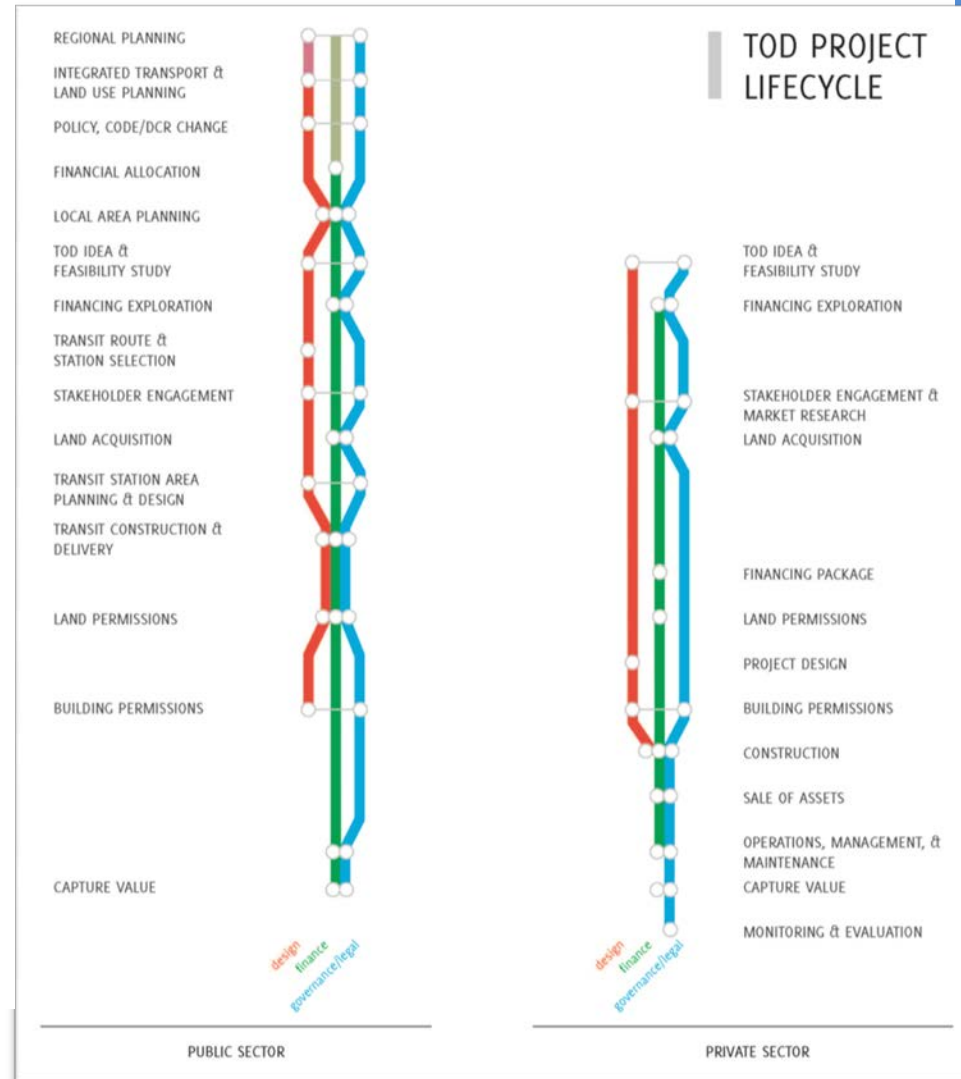 TOD PROJECT
LIFECYCLE
REGIONAL PLANNING
INTEGRATED TRANSPORT &
LAND USE PLANNING
POLICY, CODE/DCR CHANGE
FINANCIAL ALLOCATION
LOCAL AREA PLANNING
TOD IDEA &
FEASIBILITY STUDY
FINANCING EXPLORATION
TRANSIT ROUTE &
STATION SELECTION
STAKEHOLDER ENGAGEMENT
LAND ACQUISITION
TRANSIT STATION AREA
PLANNING & DESIGN
TRANSIT CONSTRUCTION &
DELIVERY
LAND PERMISSIONS
BUILDING PERMISSIONS
CAPTURE VALUE
design
finance
governance/legal
PUBLIC SECTOR
TOD IDEA &
FEASIBILITY STUDY
FINANCING EXPLORATION
STAKEHOLDER ENGAGEMENT &
MARKET RESEARCH
LAND ACQUISITION
FINANCING PACKAGE
LAND PERMISSIONS
PROJECT DESIGN
BUILDING PERMISSIONS
CONSTRUCTION
SALE OF ASSETS
OPERATIONS, MANAGEMENT, &
MAINTENANCE
CAPTURE VALUE
MONITORING & EVALUATION
design
finance
governance/legal
PRIVATE SECTOR